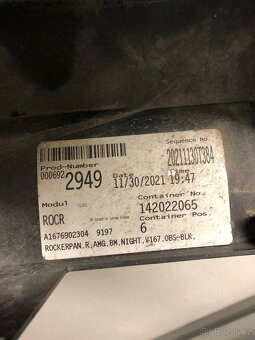 Prod-Number
Sequence No.
000692 2949
20211130T384
Date
Time
11/30/2021 19:47
Modul
Container No.
ROCR
142022065
Container Pos.
6
A1676902304 9197
ROCKERPAN.R.AMG.BM.NIGHT.V167.OBS-BLK.